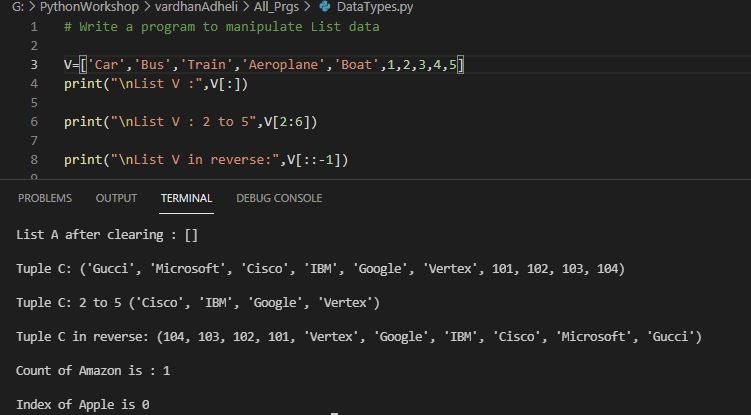 G: > PythonWorkshop > vardhanAdheli > All_Prgs > DataTypes.py
1 # Write a program to manipulate List data
2
3 V=['Car','Bus','Train','Aeroplane','Boat',1,2,3,4,5]
4 print("\nList V :",V[:])
5
6 print("\nList V : 2 to 5",V[2:6])
7
8 print("\nList V in reverse:",V[::-1])
9
PROBLEMS OUTPUT TERMINAL DEBUG CONSOLE
List A after clearing : []
Tuple C: ('Gucci', 'Microsoft', 'Cisco', 'IBM', 'Google', 'Vertex', 101, 102, 103, 104)
Tuple C: 2 to 5 ('Cisco', 'IBM', 'Google', 'Vertex')
Tuple C in reverse: (104, 103, 102, 101, 'Vertex', 'Google', 'IBM', 'Cisco', 'Microsoft', 'Gucci')
Count of Amazon is : 1
Index of Apple is 0